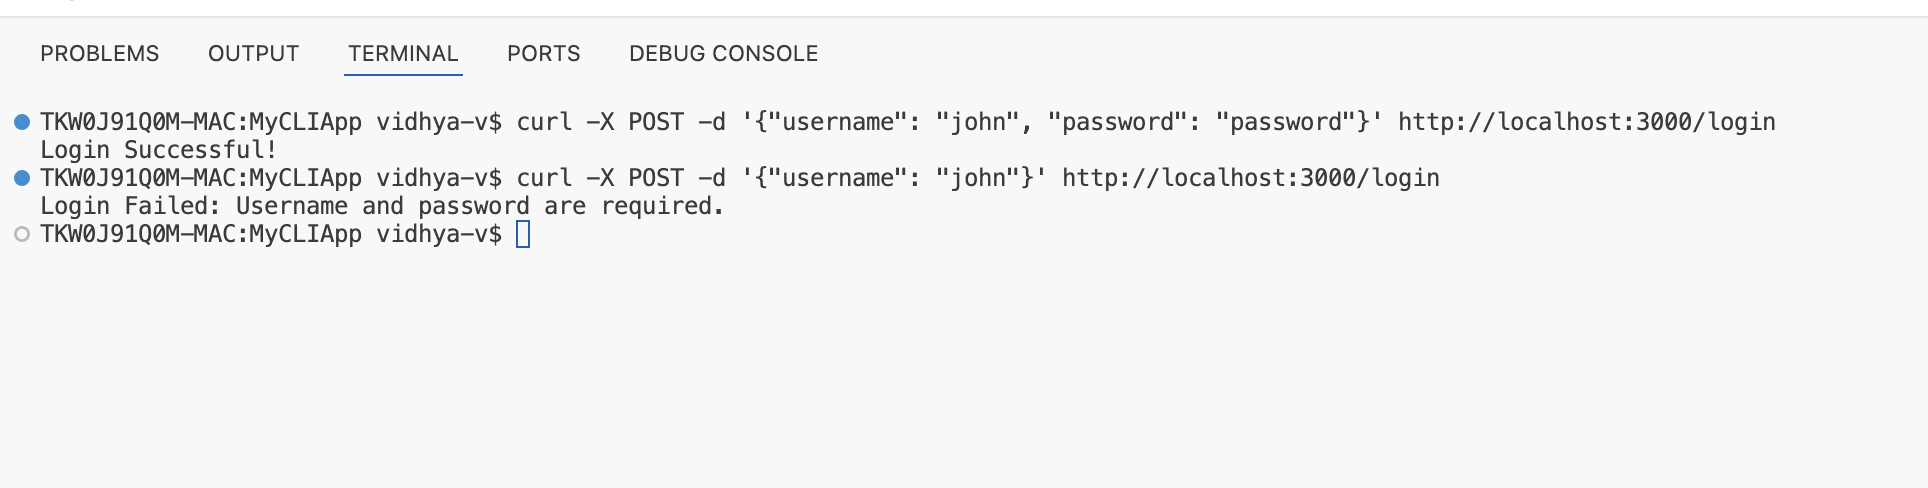 PROBLEMS OUTPUT TERMINAL PORTS DEBUG CONSOLE
TKW0J91Q0M-MAC:MyCLIApp vidhya-v$ curl -X POST -d '{"username": "john", "password": "password"}' http://localhost:3000/login
Login Successful!
TKW0J91Q0M-MAC:MyCLIApp vidhya-v$ curl -X POST -d '{"username": "john"}' http://localhost:3000/login
Login Failed: Username and password are required.
TKW0J91Q0M-MAC:MyCLIApp vidhya-v$